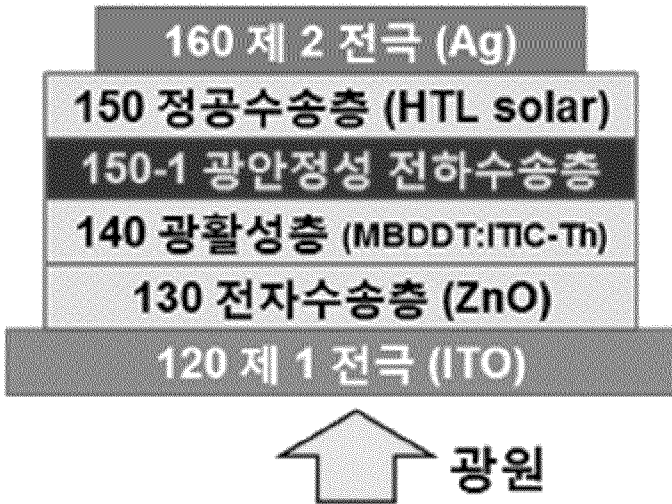 160 제 2 전극 (Ag)
150 정공수송층 (HTL solar)
150-1 광안정성 전하수송층
140 광활성층 (MBDDT:ITIC-Th)
130 전자수송층 (ZnO)
120 제 1 전극 (ITO)
광원